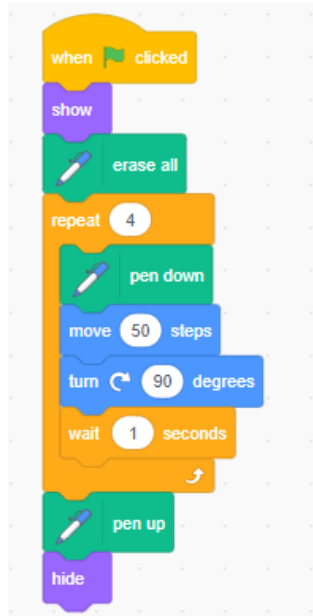 when clicked
show
erase all
repeat 4
pen down
move 50 steps
turn 90 degrees
wait 1 seconds
pen up
hide